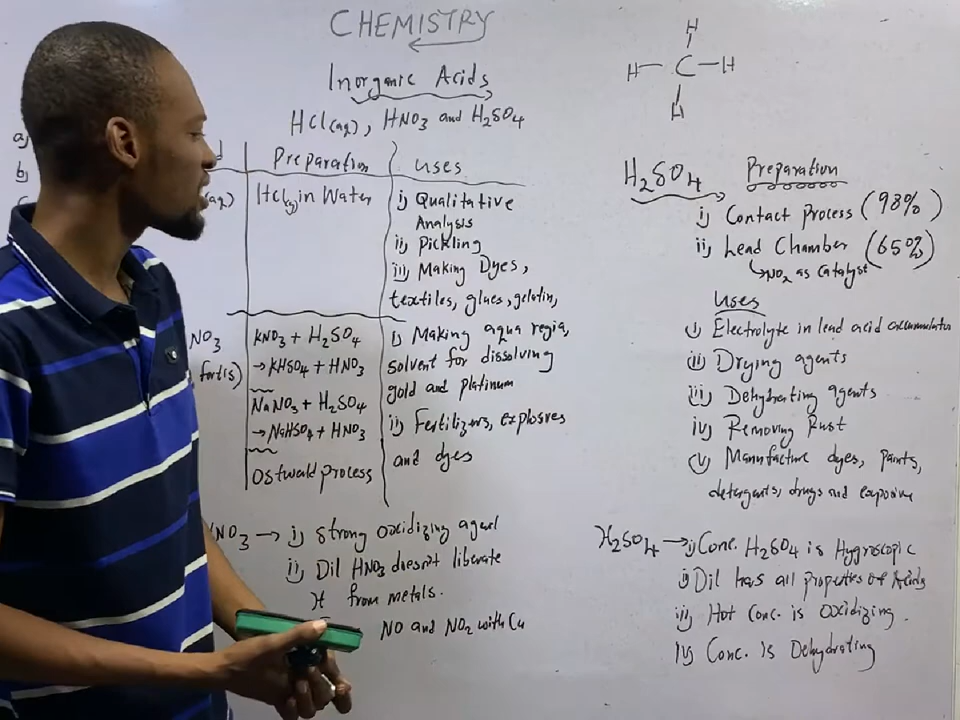 CHEMISTRY
Inorganic Acids
HCl(aq), HNO3 and H2SO4
a)
b)
Preparation
uses
(aq)
HCl(g) in Water
i) Qualitative
Analysis
ii) Pickling
iii) Making Dyes,
textiles, glues, gelatin,
NO3
fortis)
KNO3 + H2SO4
→ KHSO4 + HNO3
NaNO3 + H2SO4
→ NaHSO4 + HNO3
Ostwald process
i) Making aqua regia,
solvent for dissolving
gold and platinum
ii) Fertilizers, explosves
and dyes
NO3 → i) Strong oxidizing agent
ii) Dil HNO3 doesn't liberate
H from metals.
NO and NO2 with Cu
H
H C H
H
H2SO4
Preparation
i) Contact process (98%)
ii) Lead Chamber (65%)
NO2 as Catalyst
uses
i) Electrolyte in lead acid accumulator
ii) Drying agents
iii) Dehydrating agents
iv) Removing Rust
v) Manufacture dyes, paints,
detergents, drugs and exposive
H2SO4 → i) Conc. H2SO4 is Hygroscopic
ii) Dil has all properties of Acids
iii) Hot Conc. is Oxidizing.
iv) Conc. is Dehydrating